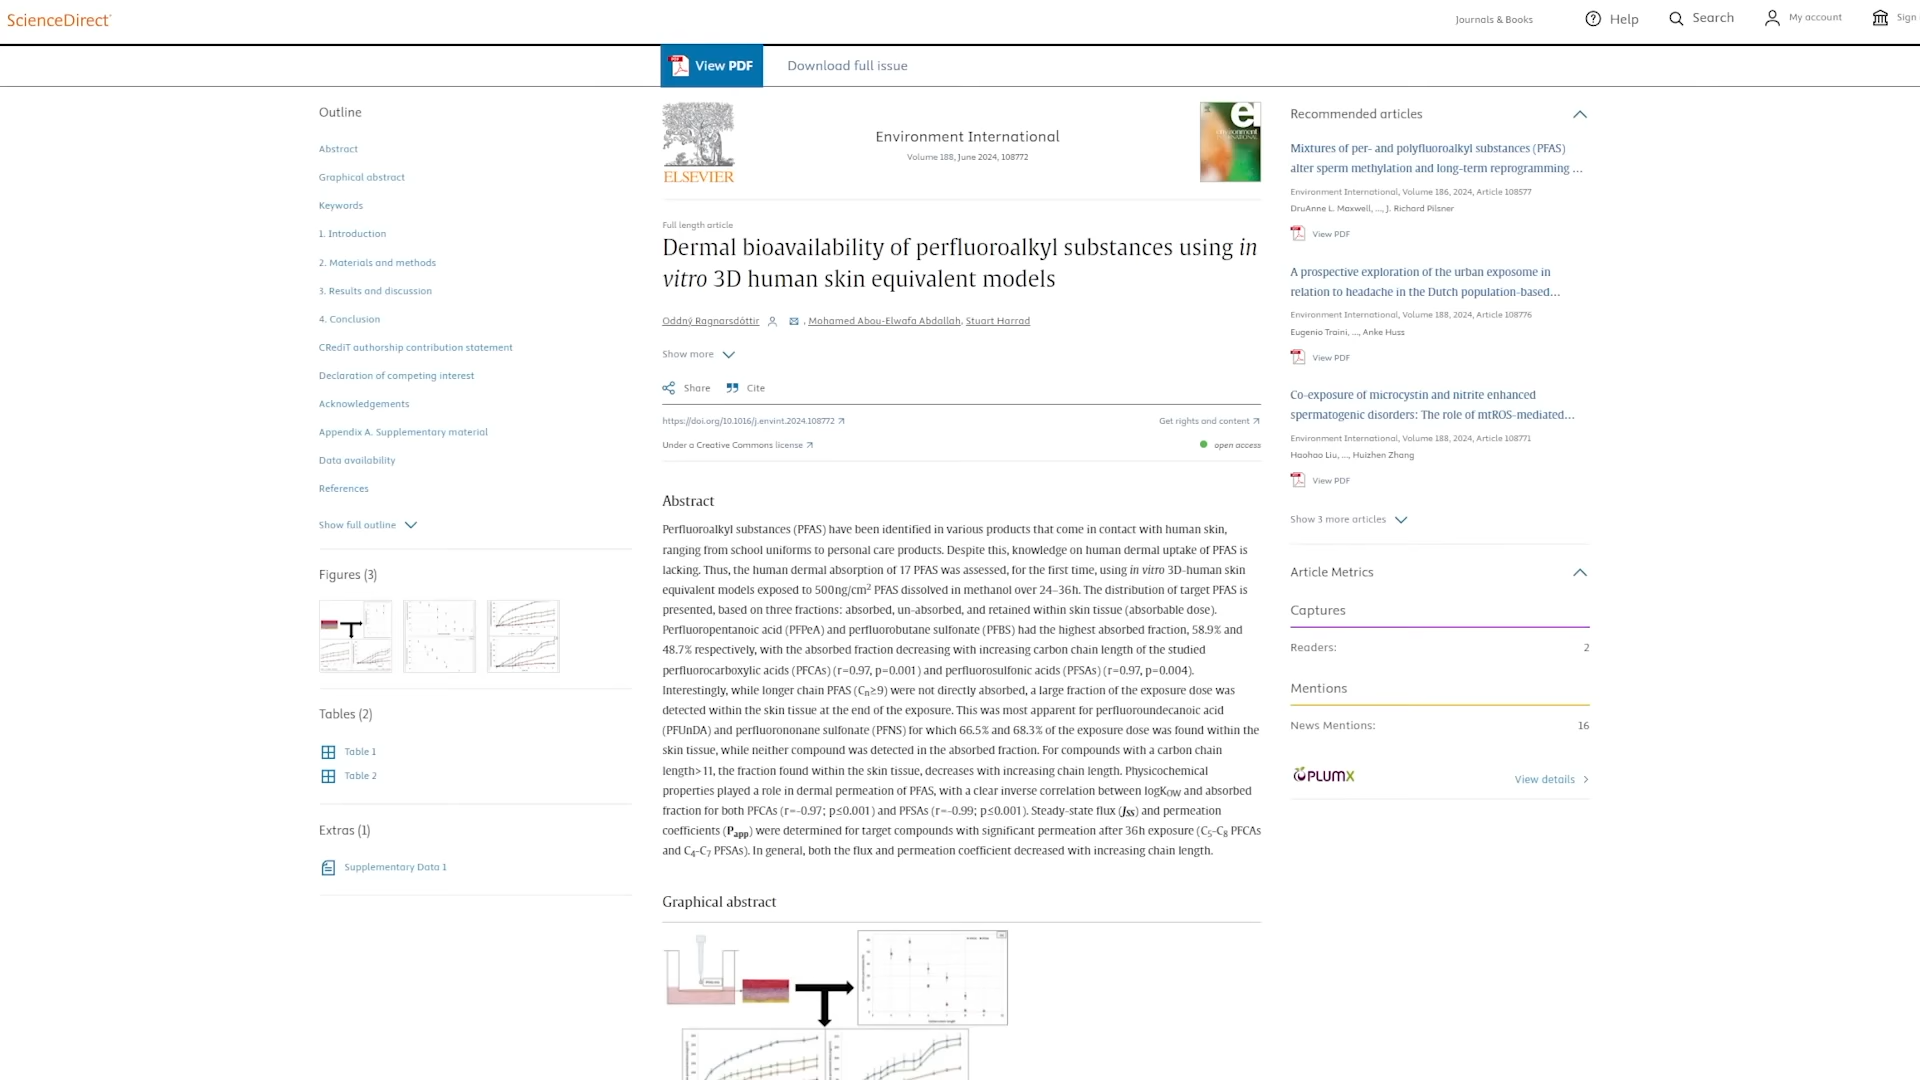 ScienceDirect
Journals & Books
Help
Search
My account
Sign
View PDF
Download full issue
Outline
Abstract
Graphical abstract
Keywords
1. Introduction
2. Materials and methods
3. Results and discussion
4. Conclusion
CRediT authorship contribution statement
Declaration of competing interest
Acknowledgements
Appendix A. Supplementary material
Data availability
References
Show full outline
Figures (3)
Tables (2)
Table 1
Table 2
Extras (1)
Supplementary Data 1
ELSEVIER
Environment International
Volume 188, June 2024, 108772
Full length article
Dermal bioavailability of perfluoroalkyl substances using in
vitro 3D human skin equivalent models
Oddný Ragnarsdóttir, Mohamed Abou-Elwafa Abdallah, Stuart Harrad
Show more
Share
Cite
https://doi.org/10.1016/j.envint.2024.108772
Get rights and content
Under a Creative Commons license
open access
Abstract
Perfluoroalkyl substances (PFAS) have been identified in various products that come in contact with human skin,
ranging from school uniforms to personal care products. Despite this, knowledge on human dermal uptake of PFAS is
lacking. Thus, the human dermal absorption of 17 PFAS was assessed, for the first time, using in vitro 3D-human skin
equivalent models exposed to 500ng/cm² PFAS dissolved in methanol over 24–36h. The distribution of target PFAS is
presented, based on three fractions: absorbed, un-absorbed, and retained within skin tissue (absorbable dose).
Perfluoropentanoic acid (PFPeA) and perfluorobutane sulfonate (PFBS) had the highest absorbed fraction, 58.9% and
48.7% respectively, with the absorbed fraction decreasing with increasing carbon chain length of the studied
perfluorocarboxylic acids (PFCAs) (r=0.97, p=0.001) and perfluorosulfonic acids (PFSAs) (r=0.97, p=0.004).
Interestingly, while longer chain PFAS (Cn≥9) were not directly absorbed, a large fraction of the exposure dose was
detected within the skin tissue at the end of the exposure. This was most apparent for perfluoroundecanoic acid
(PFUnDA) and perfluorononane sulfonate (PFNS) for which 66.5% and 68.3% of the exposure dose was found within the
skin tissue, while neither compound was detected in the absorbed fraction. For compounds with a carbon chain
length>11, the fraction found within the skin tissue, decreases with increasing chain length. Physicochemical
properties played a role in dermal permeation of PFAS, with a clear inverse correlation between logKOW and absorbed
fraction for both PFCAs (r=-0.97; p≤0.001) and PFSAs (r=-0.99; p≤0.001). Steady-state flux (Jss) and permeation
coefficients (Papp) were determined for target compounds with significant permeation after 36h exposure (C5-C8 PFCAs
and C4-C7 PFSAs). In general, both the flux and permeation coefficient decreased with increasing chain length.
Graphical abstract
Recommended articles
Mixtures of per- and polyfluoroalkyl substances (PFAS)
alter sperm methylation and long-term reprogramming ...
Environment International, Volume 186, 2024, Article 108577
DruAnne L. Maxwell, ..., J. Richard Pilsner
View PDF
A prospective exploration of the urban exposome in
relation to headache in the Dutch population-based...
Environment International, Volume 188, 2024, Article 108776
Eugenio Traini, ..., Anke Huss
View PDF
Co-exposure of microcystin and nitrite enhanced
spermatogenic disorders: The role of mtROS-mediated...
Environment International, Volume 188, 2024, Article 108771
Haohao Liu, ..., Huizhen Zhang
View PDF
Show 3 more articles
Article Metrics
Captures
Readers: 2
Mentions
News Mentions: 16
PLUMX
View details